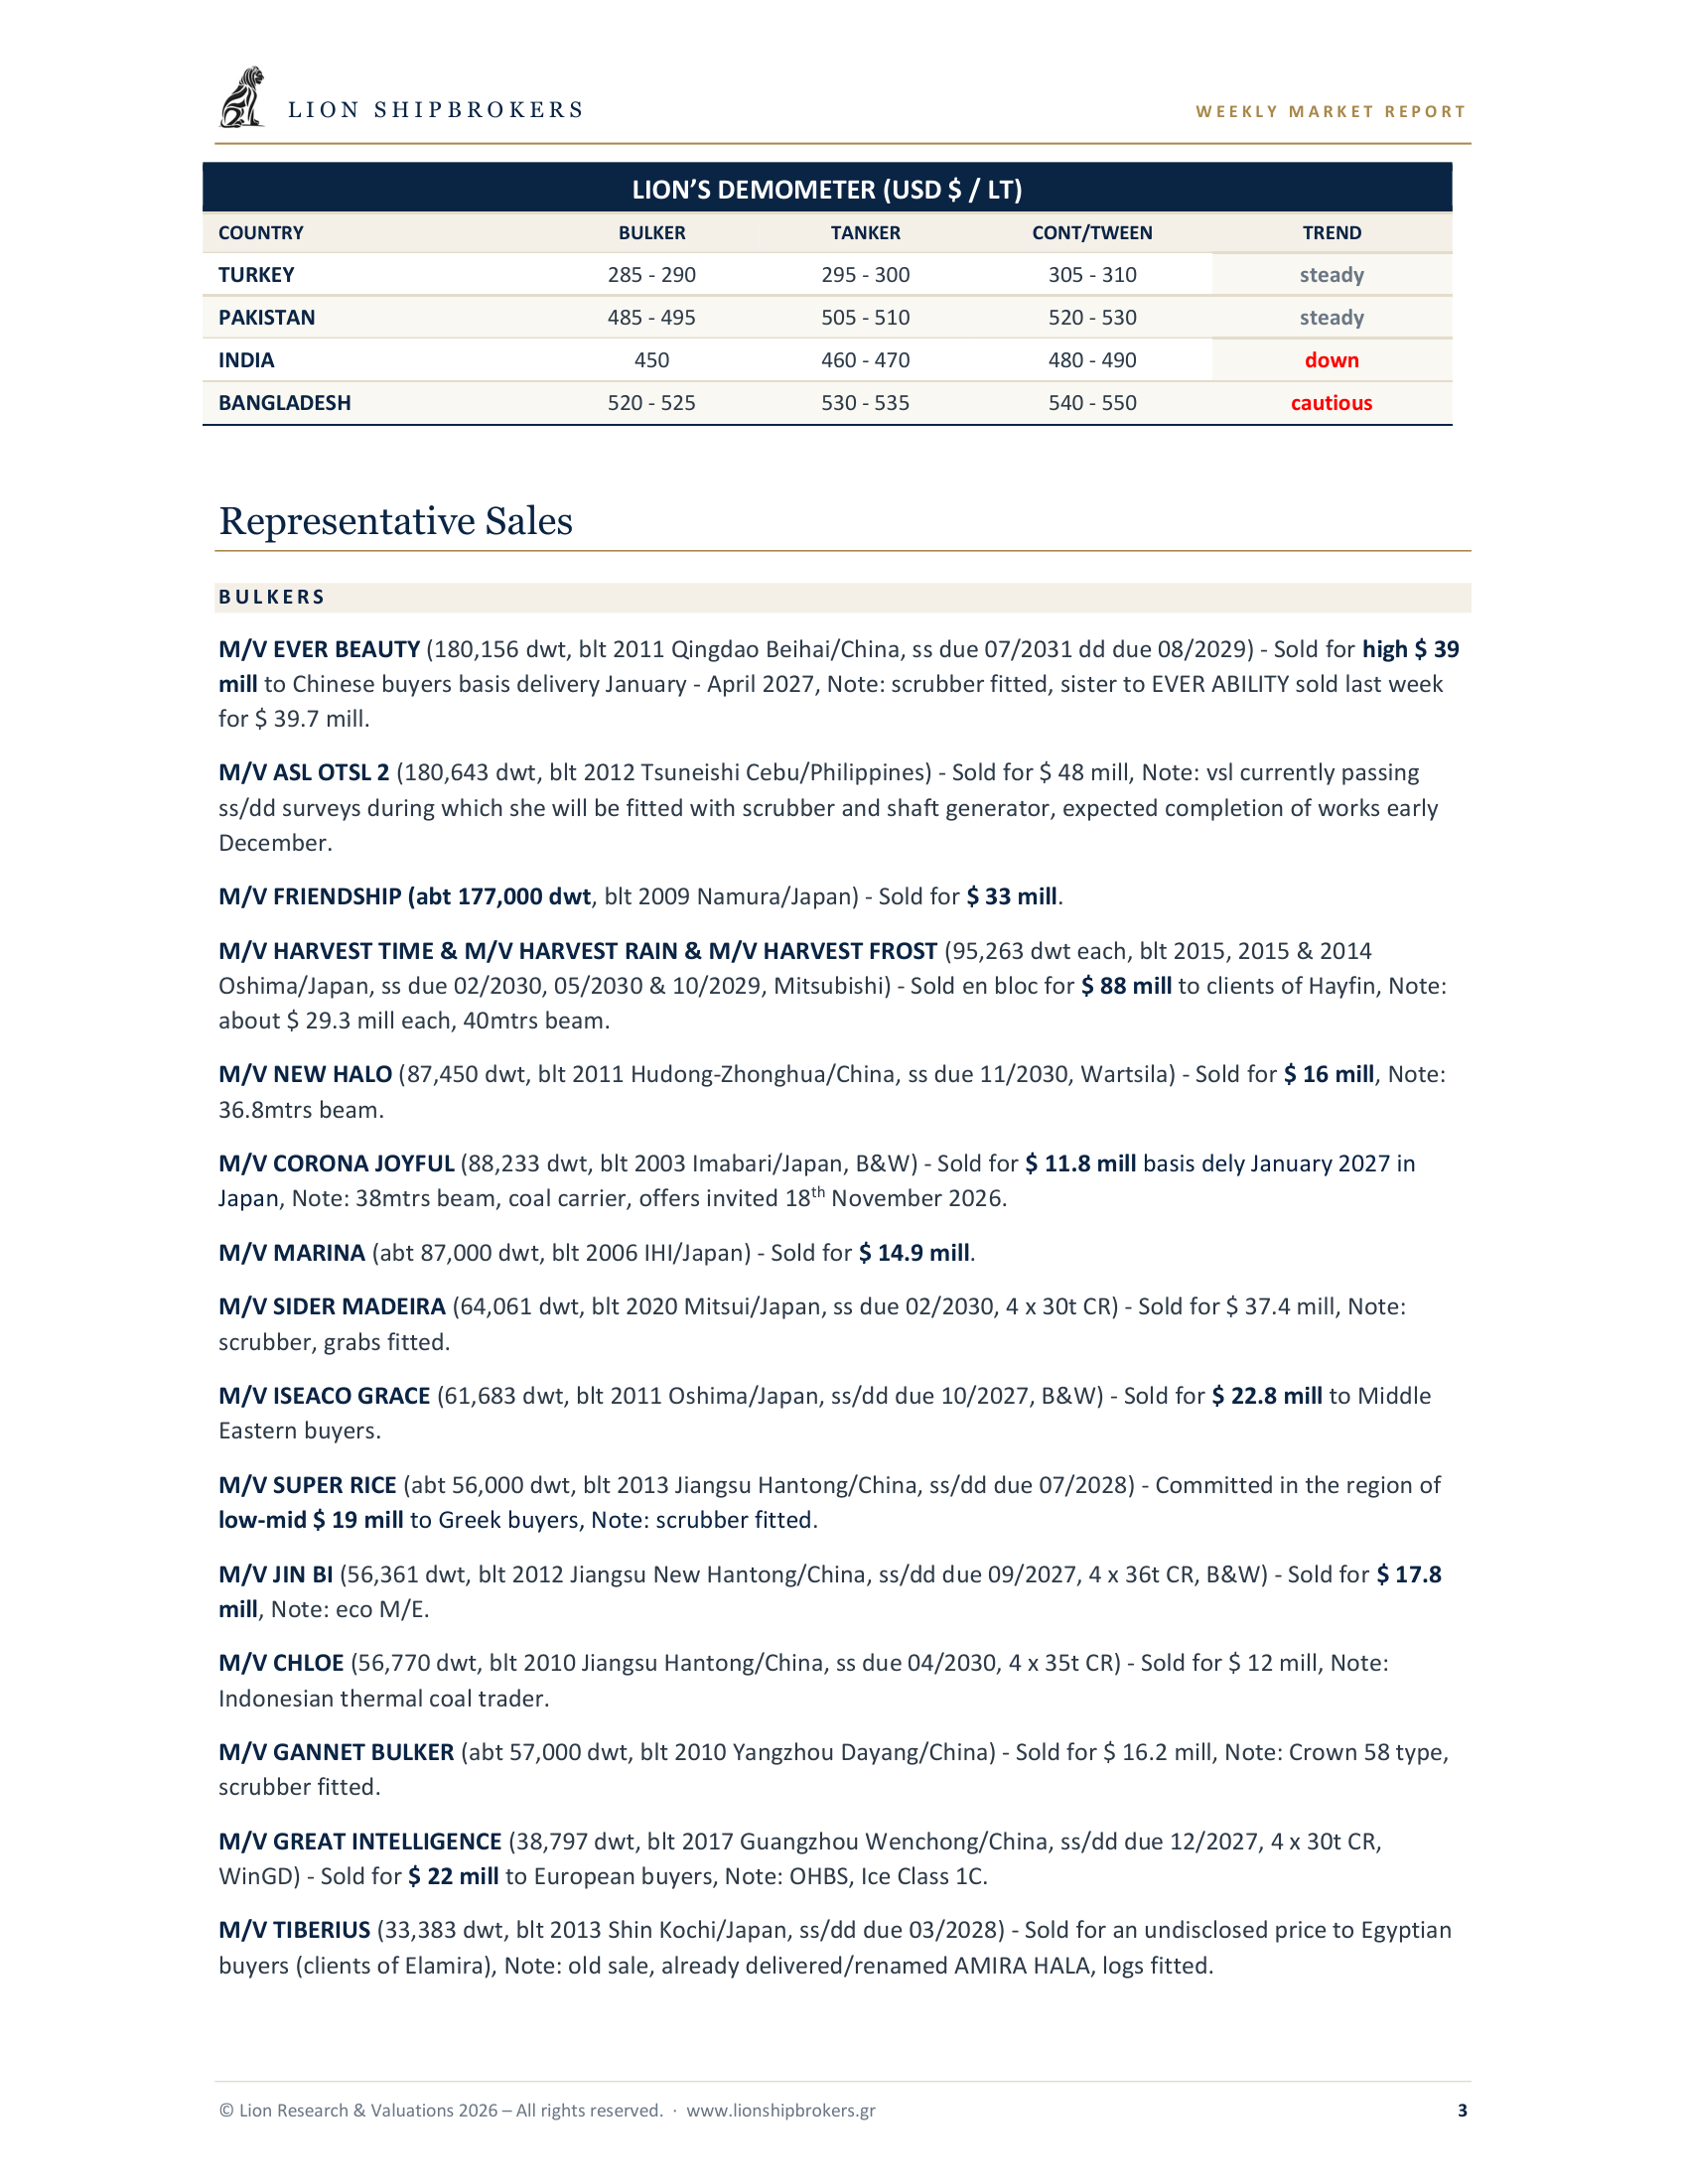 LION SHIPBROKERS
WEEKLY MARKET REPORT
LION’S DEMOMETER (USD $ / LT)
COUNTRY BULKER TANKER CONT/TWEEN TREND
TURKEY 285 - 290 295 - 300 305 - 310 steady
PAKISTAN 485 - 495 505 - 510 520 - 530 steady
INDIA 450 460 - 470 480 - 490 down
BANGLADESH 520 - 525 530 - 535 540 - 550 cautious
Representative Sales
BULKERS
M/V EVER BEAUTY (180,156 dwt, blt 2011 Qingdao Beihai/China, ss due 07/2031 dd due 08/2029) - Sold for high $ 39
mill to Chinese buyers basis delivery January - April 2027, Note: scrubber fitted, sister to EVER ABILITY sold last week
for $ 39.7 mill.
M/V ASL OTSL 2 (180,643 dwt, blt 2012 Tsuneishi Cebu/Philippines) - Sold for $ 48 mill, Note: vsl currently passing
ss/dd surveys during which she will be fitted with scrubber and shaft generator, expected completion of works early
December.
M/V FRIENDSHIP (abt 177,000 dwt, blt 2009 Namura/Japan) - Sold for $ 33 mill.
M/V HARVEST TIME & M/V HARVEST RAIN & M/V HARVEST FROST (95,263 dwt each, blt 2015, 2015 & 2014
Oshima/Japan, ss due 02/2030, 05/2030 & 10/2029, Mitsubishi) - Sold en bloc for $ 88 mill to clients of Hayfin, Note:
about $ 29.3 mill each, 40mtrs beam.
M/V NEW HALO (87,450 dwt, blt 2011 Hudong-Zhonghua/China, ss due 11/2030, Wartsila) - Sold for $ 16 mill, Note:
36.8mtrs beam.
M/V CORONA JOYFUL (88,233 dwt, blt 2003 Imabari/Japan, B&W) - Sold for $ 11.8 mill basis dely January 2027 in
Japan, Note: 38mtrs beam, coal carrier, offers invited 18th November 2026.
M/V MARINA (abt 87,000 dwt, blt 2006 IHI/Japan) - Sold for $ 14.9 mill.
M/V SIDER MADEIRA (64,061 dwt, blt 2020 Mitsui/Japan, ss due 02/2030, 4 x 30t CR) - Sold for $ 37.4 mill, Note:
scrubber, grabs fitted.
M/V ISEACO GRACE (61,683 dwt, blt 2011 Oshima/Japan, ss/dd due 10/2027, B&W) - Sold for $ 22.8 mill to Middle
Eastern buyers.
M/V SUPER RICE (abt 56,000 dwt, blt 2013 Jiangsu Hantong/China, ss/dd due 07/2028) - Committed in the region of
low-mid $ 19 mill to Greek buyers, Note: scrubber fitted.
M/V JIN BI (56,361 dwt, blt 2012 Jiangsu New Hantong/China, ss/dd due 09/2027, 4 x 36t CR, B&W) - Sold for $ 17.8
mill, Note: eco M/E.
M/V CHLOE (56,770 dwt, blt 2010 Jiangsu Hantong/China, ss due 04/2030, 4 x 35t CR) - Sold for $ 12 mill, Note:
Indonesian thermal coal trader.
M/V GANNET BULKER (abt 57,000 dwt, blt 2010 Yangzhou Dayang/China) - Sold for $ 16.2 mill, Note: Crown 58 type,
scrubber fitted.
M/V GREAT INTELLIGENCE (38,797 dwt, blt 2017 Guangzhou Wenchong/China, ss/dd due 12/2027, 4 x 30t CR,
WinGD) - Sold for $ 22 mill to European buyers, Note: OHBS, Ice Class 1C.
M/V TIBERIUS (33,383 dwt, blt 2013 Shin Kochi/Japan, ss/dd due 03/2028) - Sold for an undisclosed price to Egyptian
buyers (clients of Elamira), Note: old sale, already delivered/renamed AMIRA HALA, logs fitted.
© Lion Research & Valuations 2026 – All rights reserved. · www.lionshipbrokers.gr 3